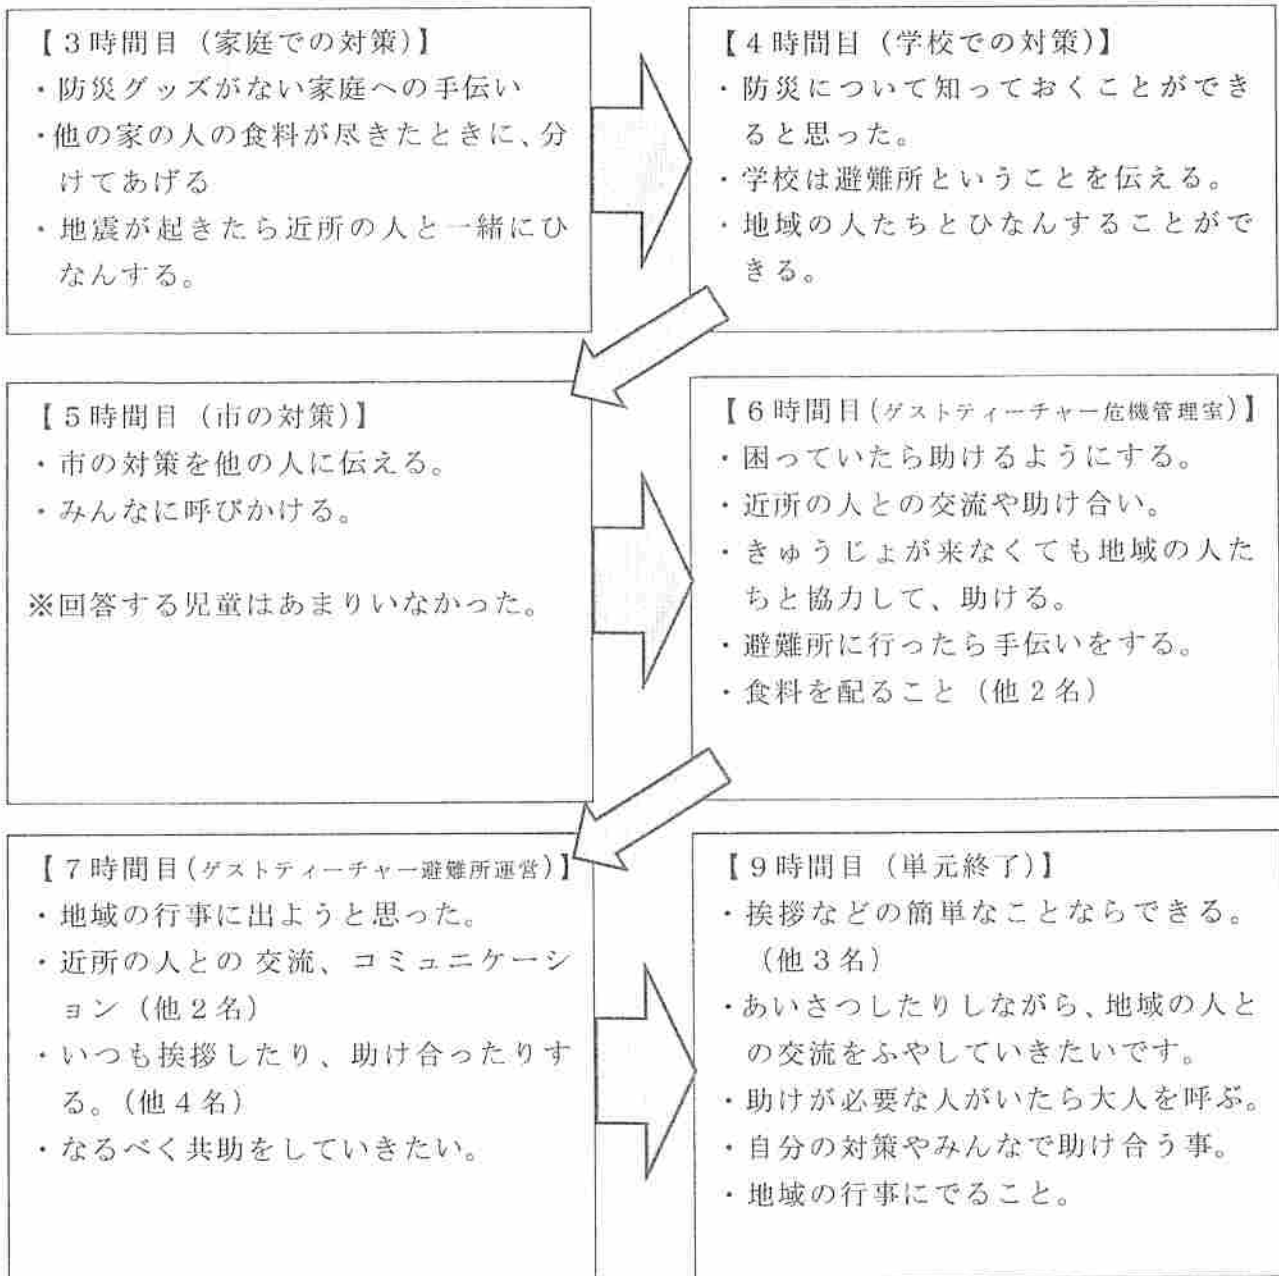 【3時間目（家庭での対策）】
・防災グッズがない家庭への手伝い
・他の家の人の食料が尽きたときに、分
けてあげる
・地震が起きたら近所の人と一緒にひ
なんする。
【4時間目（学校での対策）】
・防災について知っておくことができ
ると思った。
・学校は避難所ということを伝える。
・地域の人たちとひなんすることがで
きる。
【5時間目（市の対策）】
・市の対策を他の人に伝える。
・みんなに呼びかける。
※回答する児童はあまりいなかった。
【6時間目(ゲストティーチャー危機管理室)】
・困っていたら助けるようにする。
・近所の人との交流や助け合い。
・きゅうじょが来なくても地域の人た
ちと協力して、助ける。
・避難所に行ったら手伝いをする。
・食料を配ること（他2名）
【7時間目(ゲストティーチャー避難所運営)】
・地域の行事に出ようと思った。
・近所の人との 交流、コミュニケーシ
ョン（他2名）
・いつも挨拶したり、助け合ったりす
る。（他4名）
・なるべく共助をしていきたい。
【9時間目（単元終了）】
・挨拶などの簡単なことならできる。
（他3名）
・あいさつしたりしながら、地域の人と
の交流をふやしていきたいです。
・助けが必要な人がいたら大人を呼ぶ。
・自分の対策やみんなで助け合う事。
・地域の行事にでること。